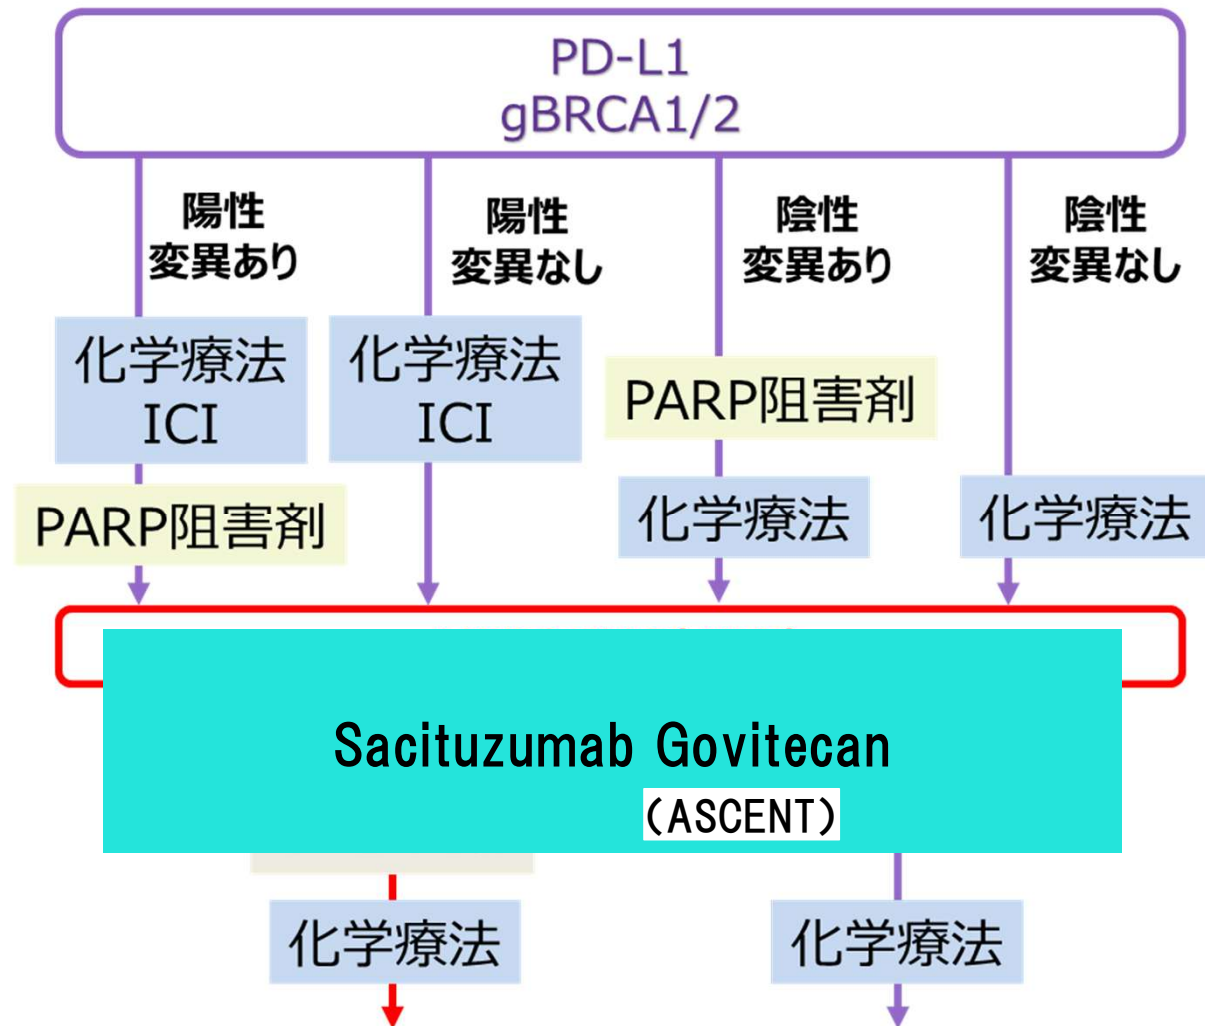 PD-L1
gBRCA1/2
陽性
変異あり
陽性
変異なし
陰性
変異あり
陰性
変異なし
化学療法
ICI
化学療法
ICI
PARP阻害剤
化学療法
化学療法
PARP阻害剤
Sacituzumab Govitecan
（ASCENT）
化学療法
化学療法